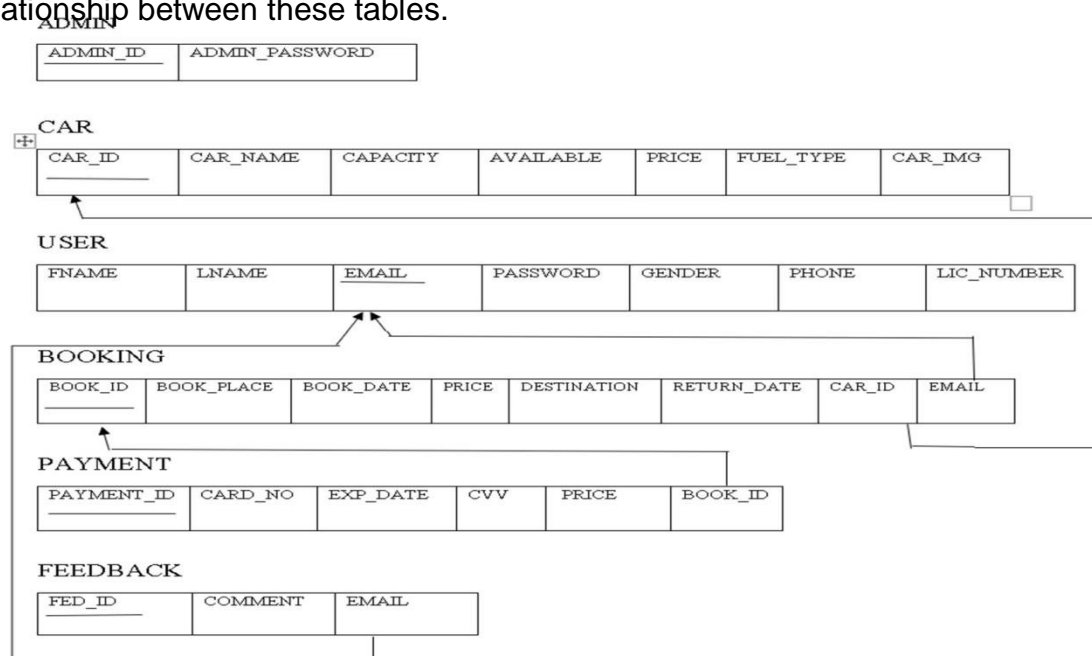 ationship between these tables.
ADMIN
ADMIN_ID ADMIN_PASSWORD
CAR
CAR_ID CAR_NAME CAPACITY AVAILABLE PRICE FUEL_TYPE CAR_IMG
USER
FNAME LNAME EMAIL PASSWORD GENDER PHONE LIC_NUMBER
BOOKING
BOOK_ID BOOK_PLACE BOOK_DATE PRICE DESTINATION RETURN_DATE CAR_ID EMAIL
PAYMENT
PAYMENT_ID CARD_NO EXP_DATE CVV PRICE BOOK_ID
FEEDBACK
FED_ID COMMENT EMAIL